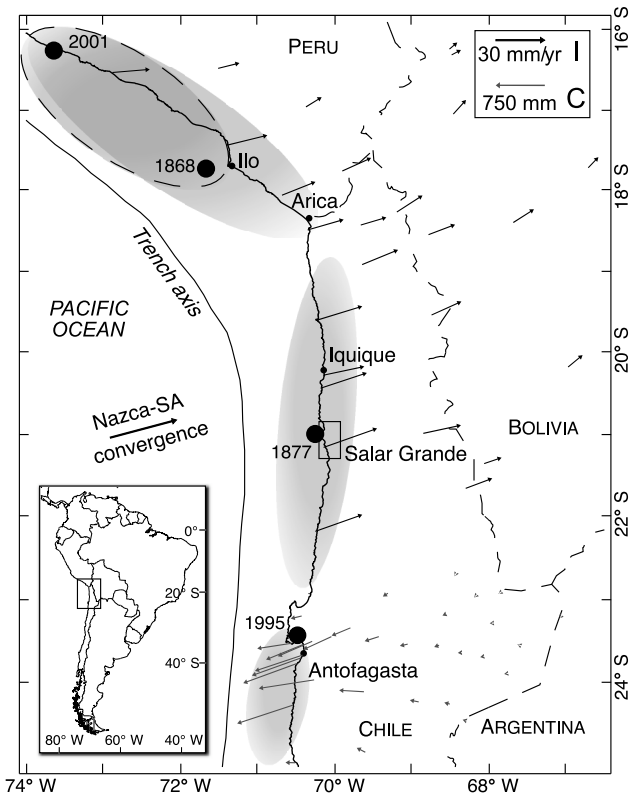 2001
PERU
30 mm/yr I
750 mm C
16° S
1868
Ilo
18° S
Arica
Trench axis
PACIFIC
OCEAN
20° S
Iquique
Nazca-SA
convergence
BOLIVIA
1877
Salar Grande
22° S
0°
20° S
1995
40° S
Antofagasta
24° S
CHILE
ARGENTINA
80° W
60° W
40° W
74° W
72° W
70° W
68° W